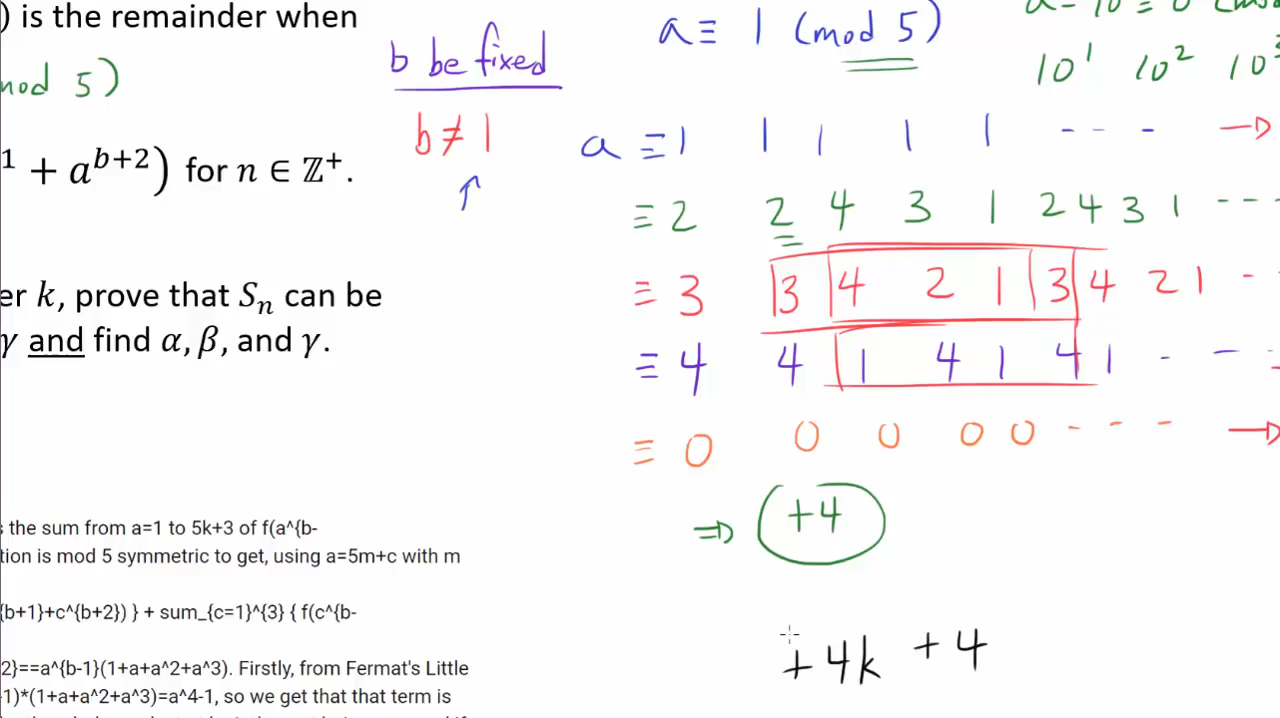 ) is the remainder when
mod 5)
¹ + a^{b+2}) for n ∈ ℤ⁺.
er k, prove that Sₙ can be
γ and find α, β, and γ.
s the sum from a=1 to 5k+3 of f(a^{b-
tion is mod 5 symmetric to get, using a=5m+c with m
{b+1}+c^{b+2}) } + sum_{c=1}^{3} { f(c^{b-
2}==a^{b-1}(1+a+a^2+a^3). Firstly, from Fermat's Little
-1)*(1+a+a^2+a^3)=a^4-1, so we get that that term is
b be fixed
b ≠ 1
↑
a ≡ 1 (mod 5)
10¹ 10² 10³
a ≡ 1 1 1 1 1 - - - →
≡ 2 2 4 3 1 2 4 3 1 - - -
≡ 3 3 4 2 1 3 4 2 1 - -
≡ 4 4 1 4 1 4 1 - - -
≡ 0 0 0 0 0 - - - →
⇒ +4
+ 4k + 4